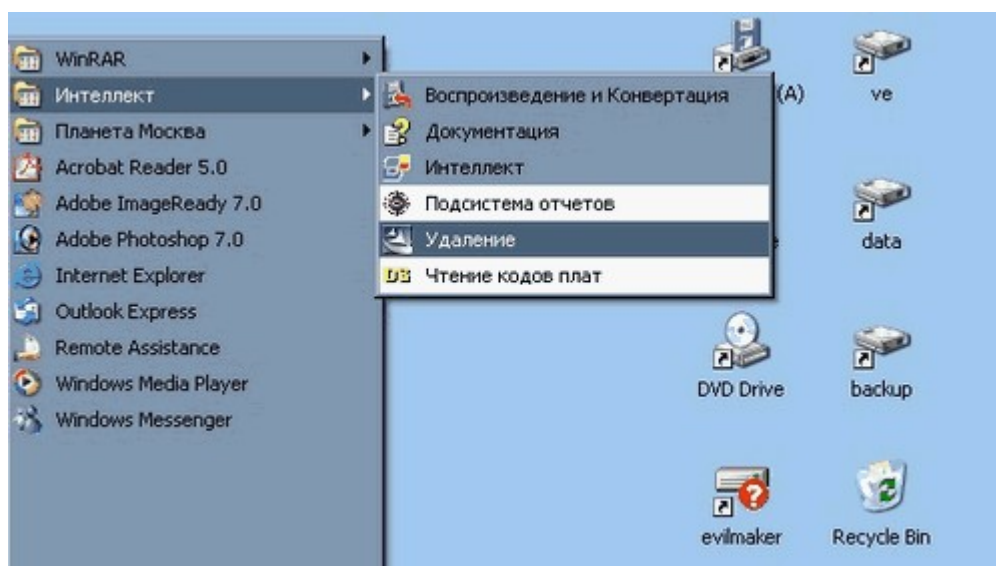 WinRAR
Интеллект
Планета Москва
Acrobat Reader 5.0
Adobe ImageReady 7.0
Adobe Photoshop 7.0
Internet Explorer
Outlook Express
Remote Assistance
Windows Media Player
Windows Messenger
Воспроизведение и Конвертация
Документация
Интеллект
Подсистема отчетов
Удаление
DB Чтение кодов плат
(A)
ve
data
DVD Drive
backup
evilmaker
Recycle Bin